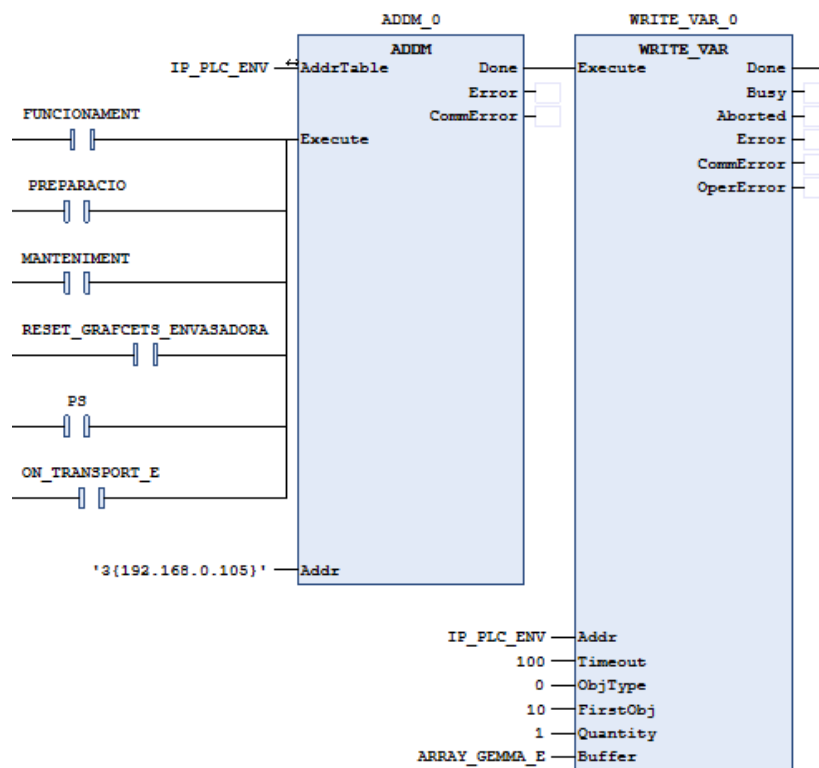 ADDM_0
WRITE_VAR_0
ADDM
WRITE_VAR
IP_PLC_ENV
AddrTable
Done
Execute
Done
Error
Busy
FUNCIONAMENT
CommError
Aborted
Execute
Error
CommError
PREPARACIO
OperError
MANTENIMENT
RESET_GRAFCETS_ENVASADORA
PS
ON_TRANSPORT_E
'3{192.168.0.105}'
Addr
IP_PLC_ENV
Addr
100
Timeout
0
ObjType
10
FirstObj
1
Quantity
ARRAY_GEMMA_E
Buffer